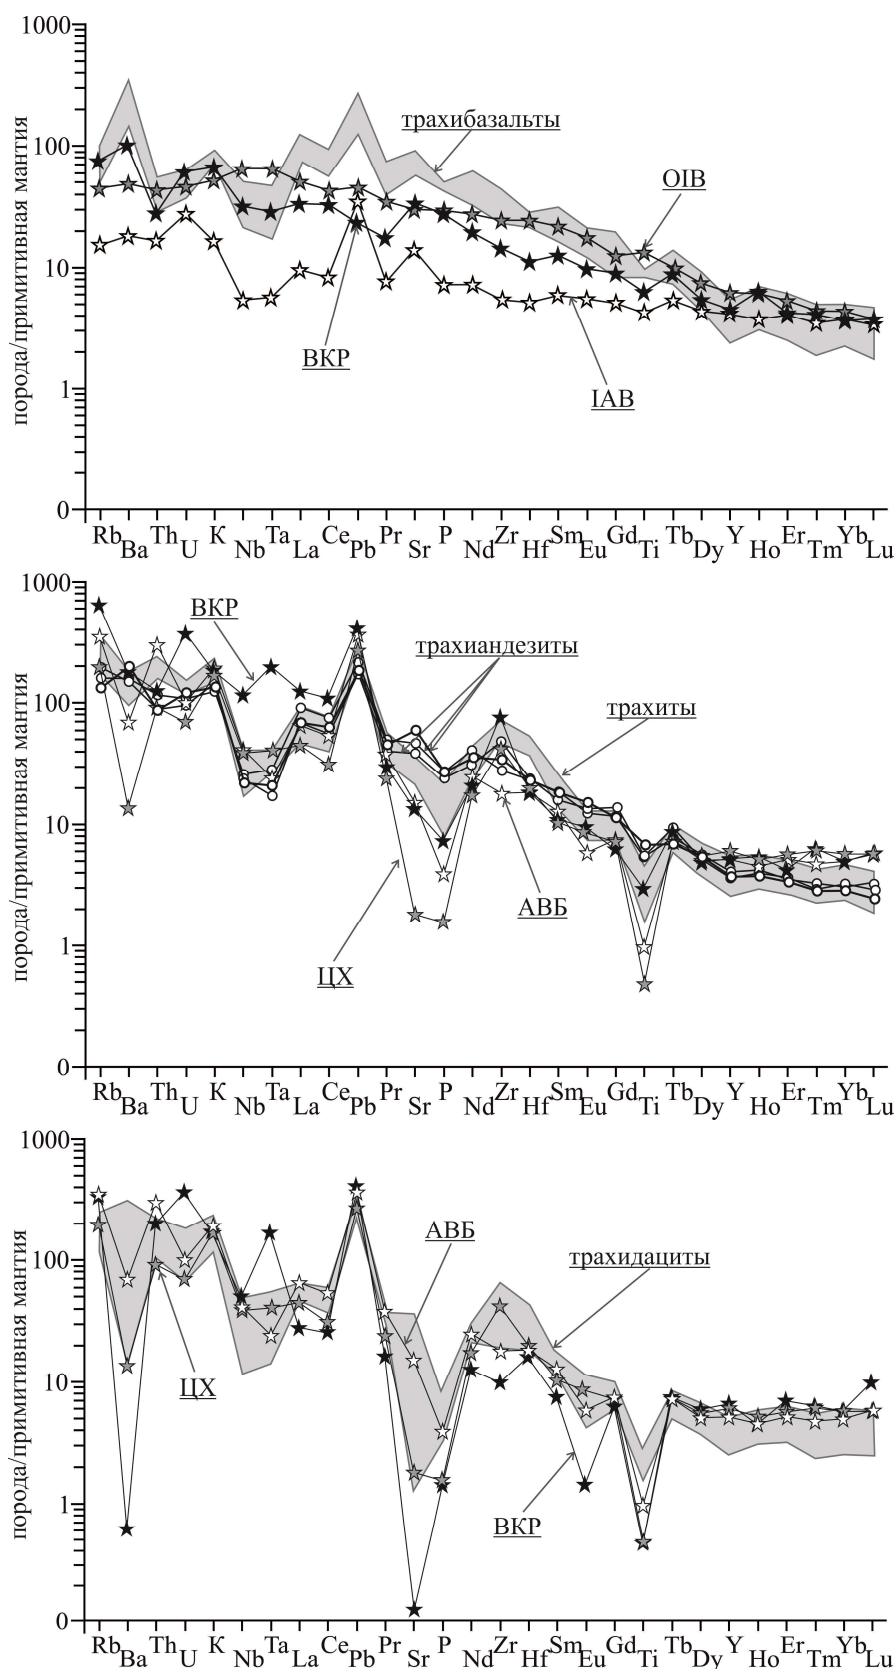 порода/примитивная мантия
1000
100
10
1
0
трахибазальты
OIB
ВКР
IAB
Rb Ba Th U К Nb Ta La Ce Pb Pr Sr P Nd Zr Hf Sm Eu Gd Ti Tb Dy Y Ho Er Tm Yb Lu
порода/примитивная мантия
1000
100
10
1
0
ВКР
трахиандезиты
трахиты
АВБ
ЦХ
Rb Ba Th U К Nb Ta La Ce Pb Pr Sr P Nd Zr Hf Sm Eu Gd Ti Tb Dy Y Ho Er Tm Yb Lu
порода/примитивная мантия
1000
100
10
1
0
АВБ
трахидациты
ЦХ
ВКР
Rb Ba Th U К Nb Ta La Ce Pb Pr Sr P Nd Zr Hf Sm Eu Gd Ti Tb Dy Y Ho Er Tm Yb Lu